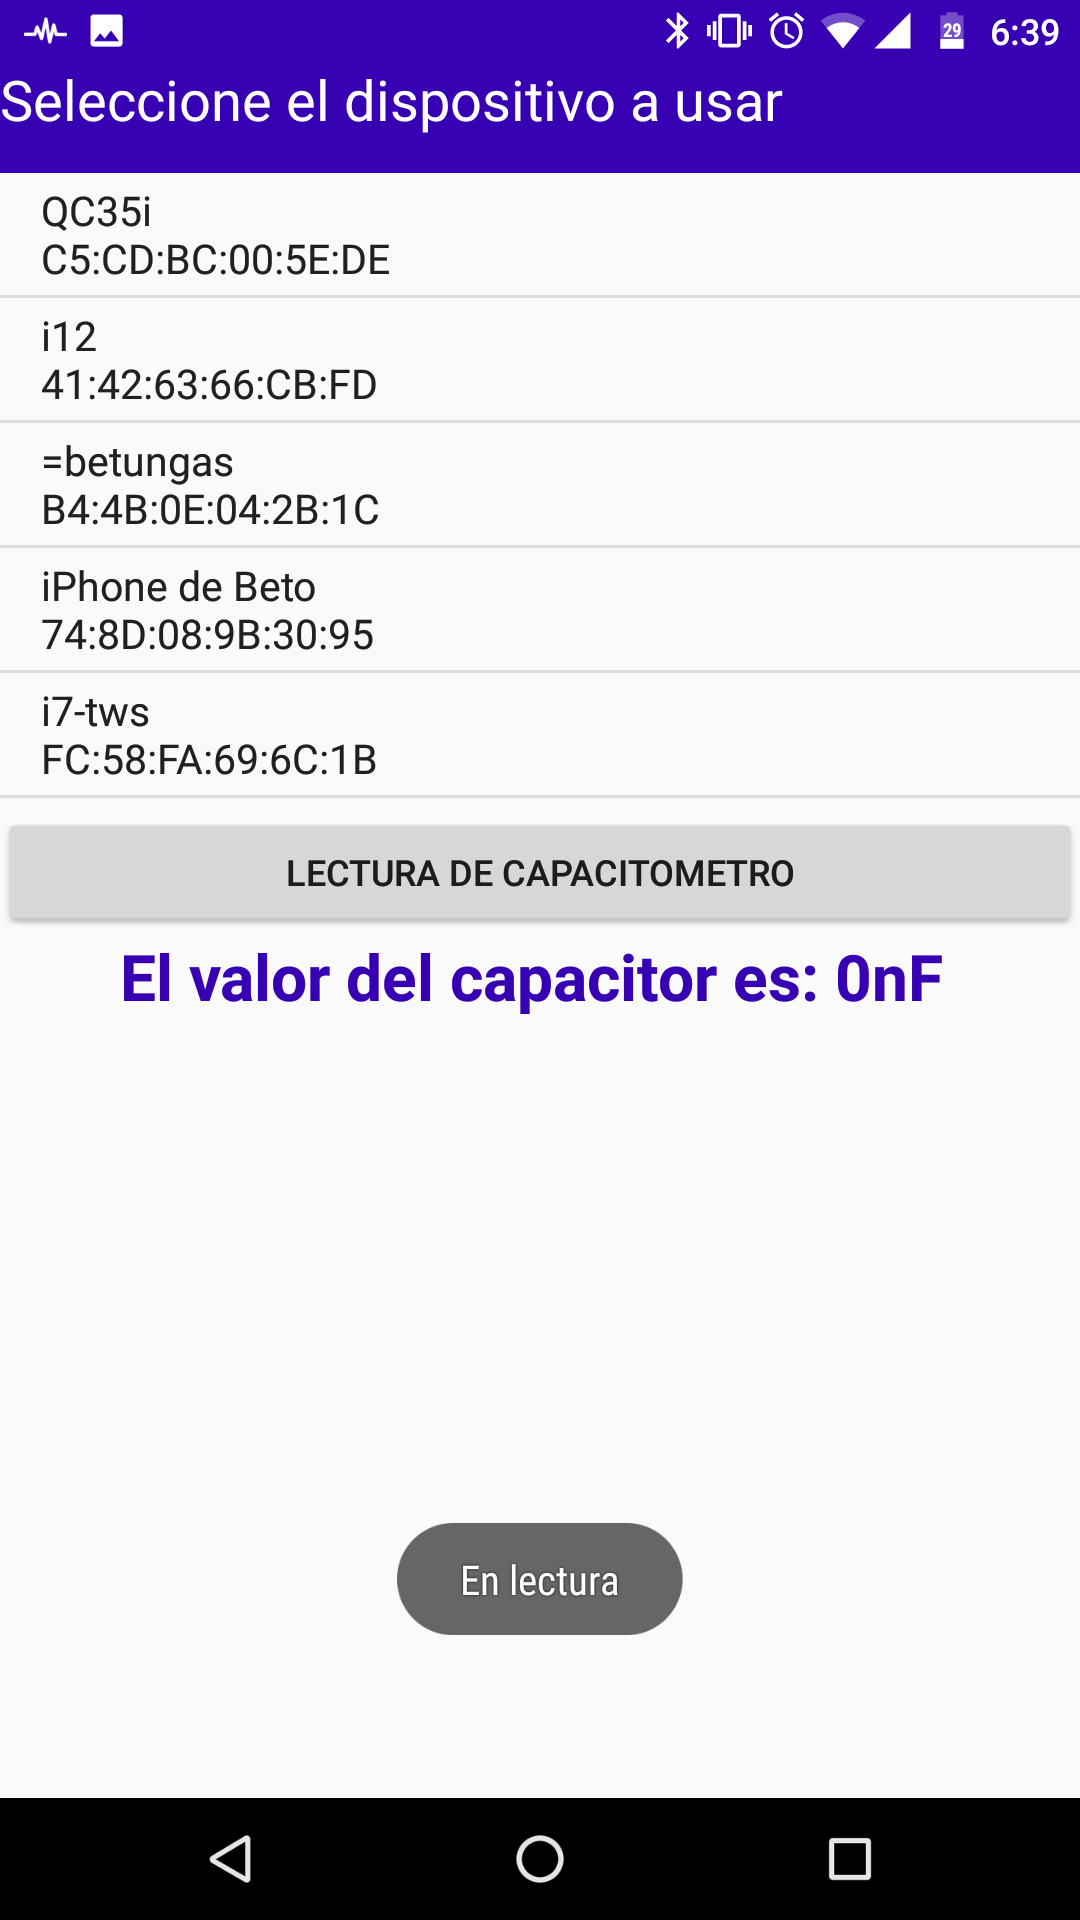 29 6:39
Seleccione el dispositivo a usar
QC35i
C5:CD:BC:00:5E:DE
i12
41:42:63:66:CB:FD
=betungas
B4:4B:0E:04:2B:1C
iPhone de Beto
74:8D:08:9B:30:95
i7-tws
FC:58:FA:69:6C:1B
LECTURA DE CAPACITOMETRO
El valor del capacitor es: 0nF
En lectura